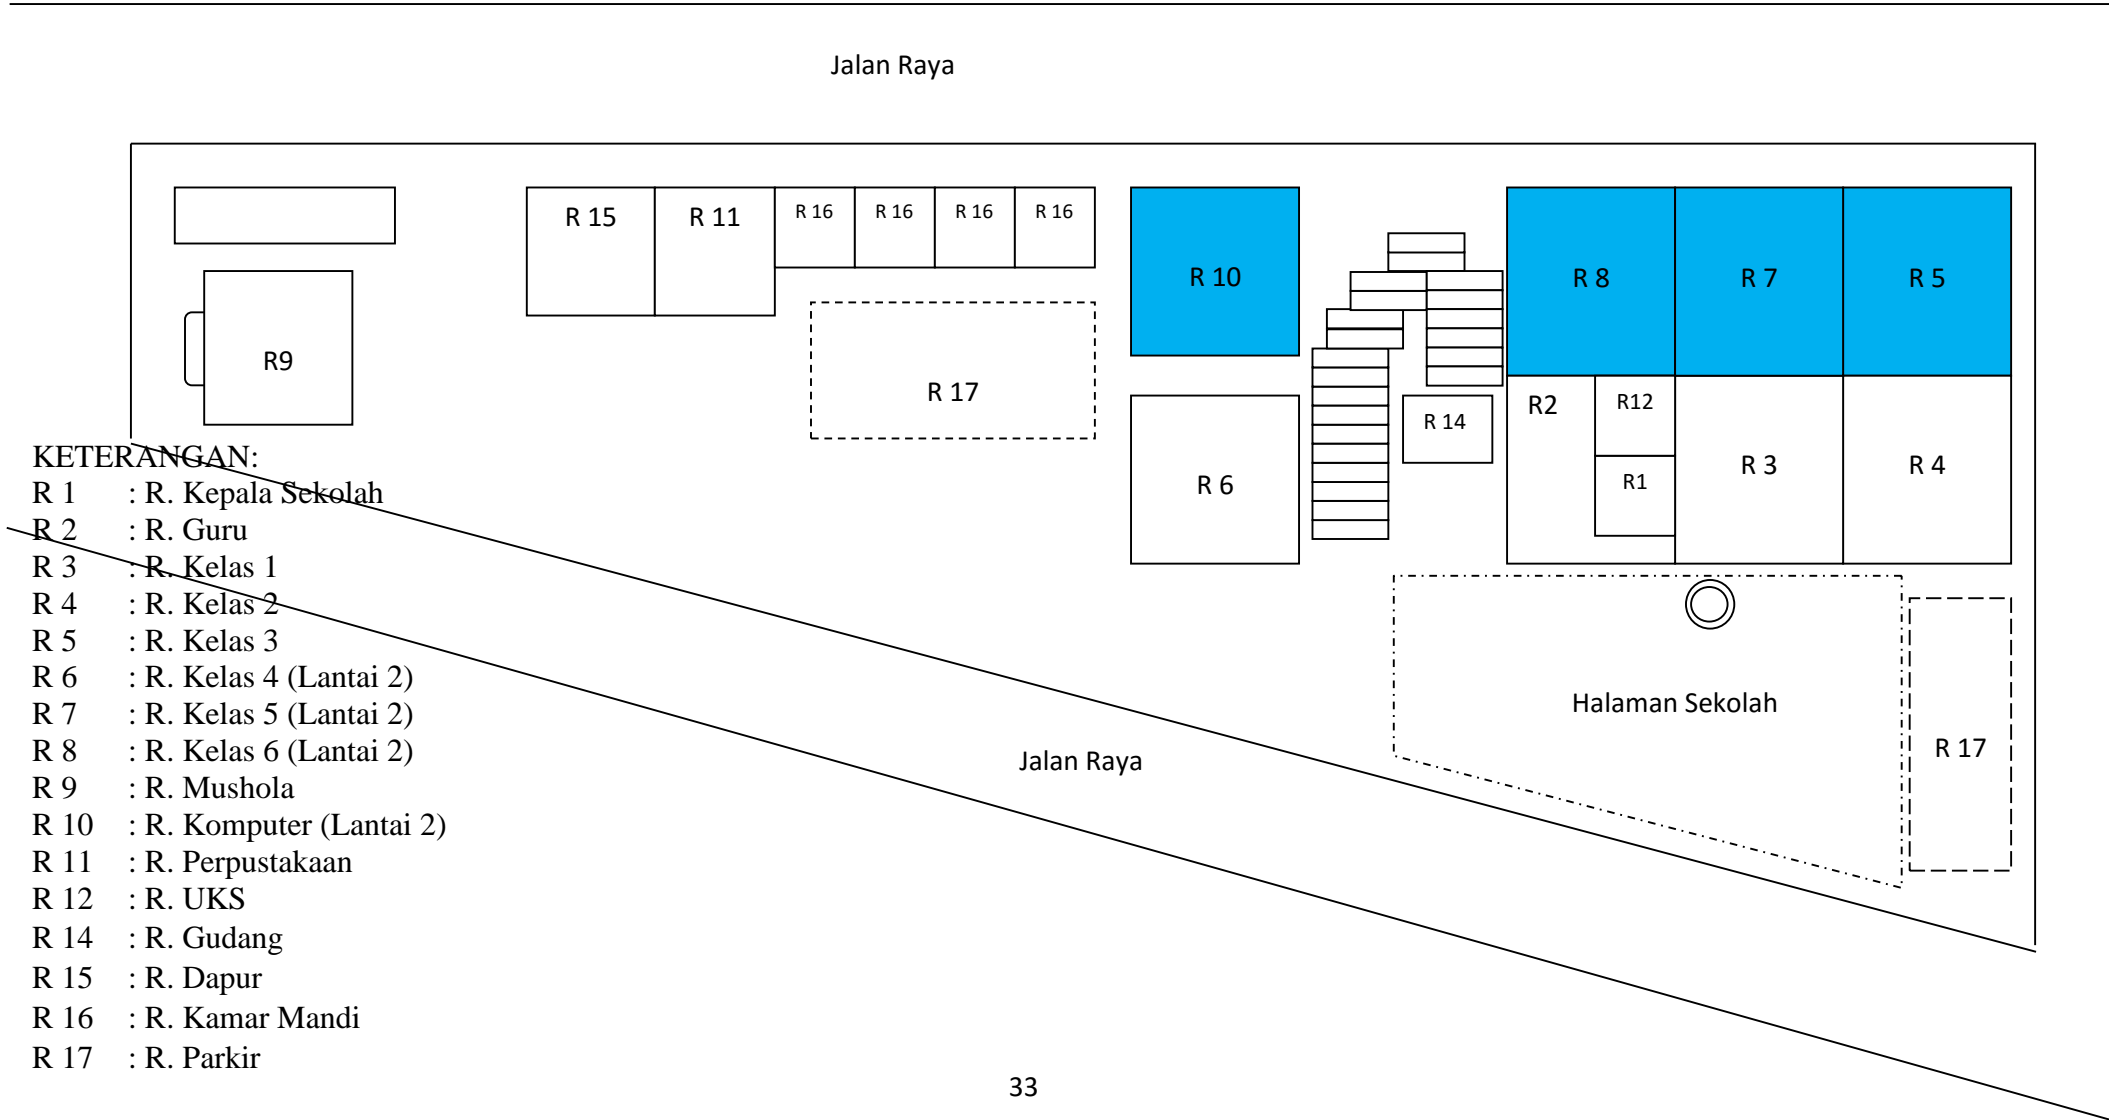 Jalan Raya
R 15
R 11
R 16
R 16
R 16
R 16
R 10
R 8
R 7
R 5
R9
R 17
R 6
R 14
R2
R12
R1
R 3
R 4
Halaman Sekolah
R 17
Jalan Raya
KETERANGAN:
R 1 : R. Kepala Sekolah
R 2 : R. Guru
R 3 : R. Kelas 1
R 4 : R. Kelas 2
R 5 : R. Kelas 3
R 6 : R. Kelas 4 (Lantai 2)
R 7 : R. Kelas 5 (Lantai 2)
R 8 : R. Kelas 6 (Lantai 2)
R 9 : R. Mushola
R 10 : R. Komputer (Lantai 2)
R 11 : R. Perpustakaan
R 12 : R. UKS
R 14 : R. Gudang
R 15 : R. Dapur
R 16 : R. Kamar Mandi
R 17 : R. Parkir
33